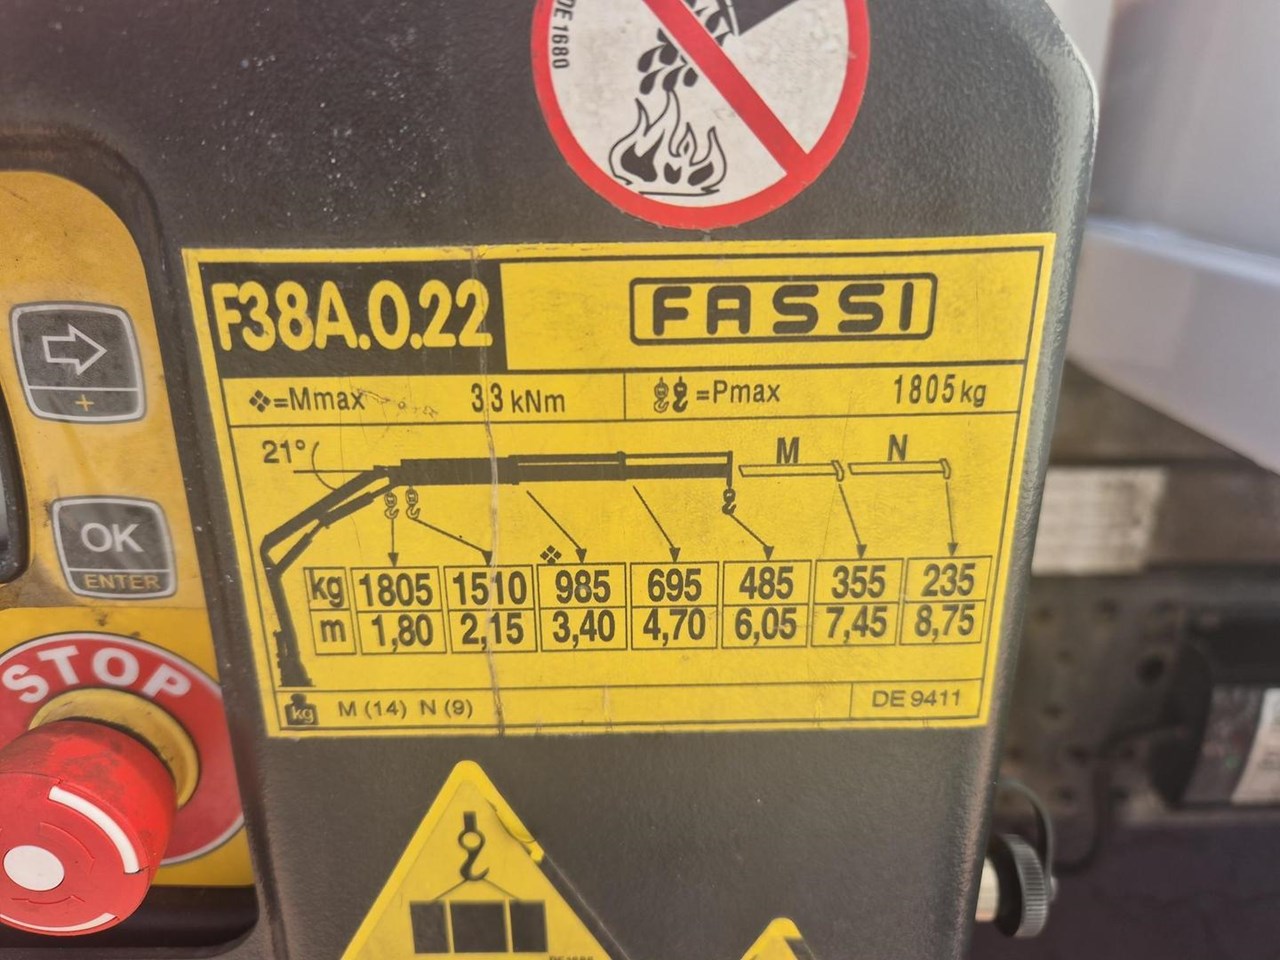 DE 1680
F38A.0.22
FASSI
❖=Mmax 33 kNm
=Pmax 1805 kg
21°
M N
kg 1805 1510 985 695 485 355 235
m 1,80 2,15 3,40 4,70 6,05 7,45 8,75
kg M (14) N (9)
DE 9411
+
OK
ENTER
STOP